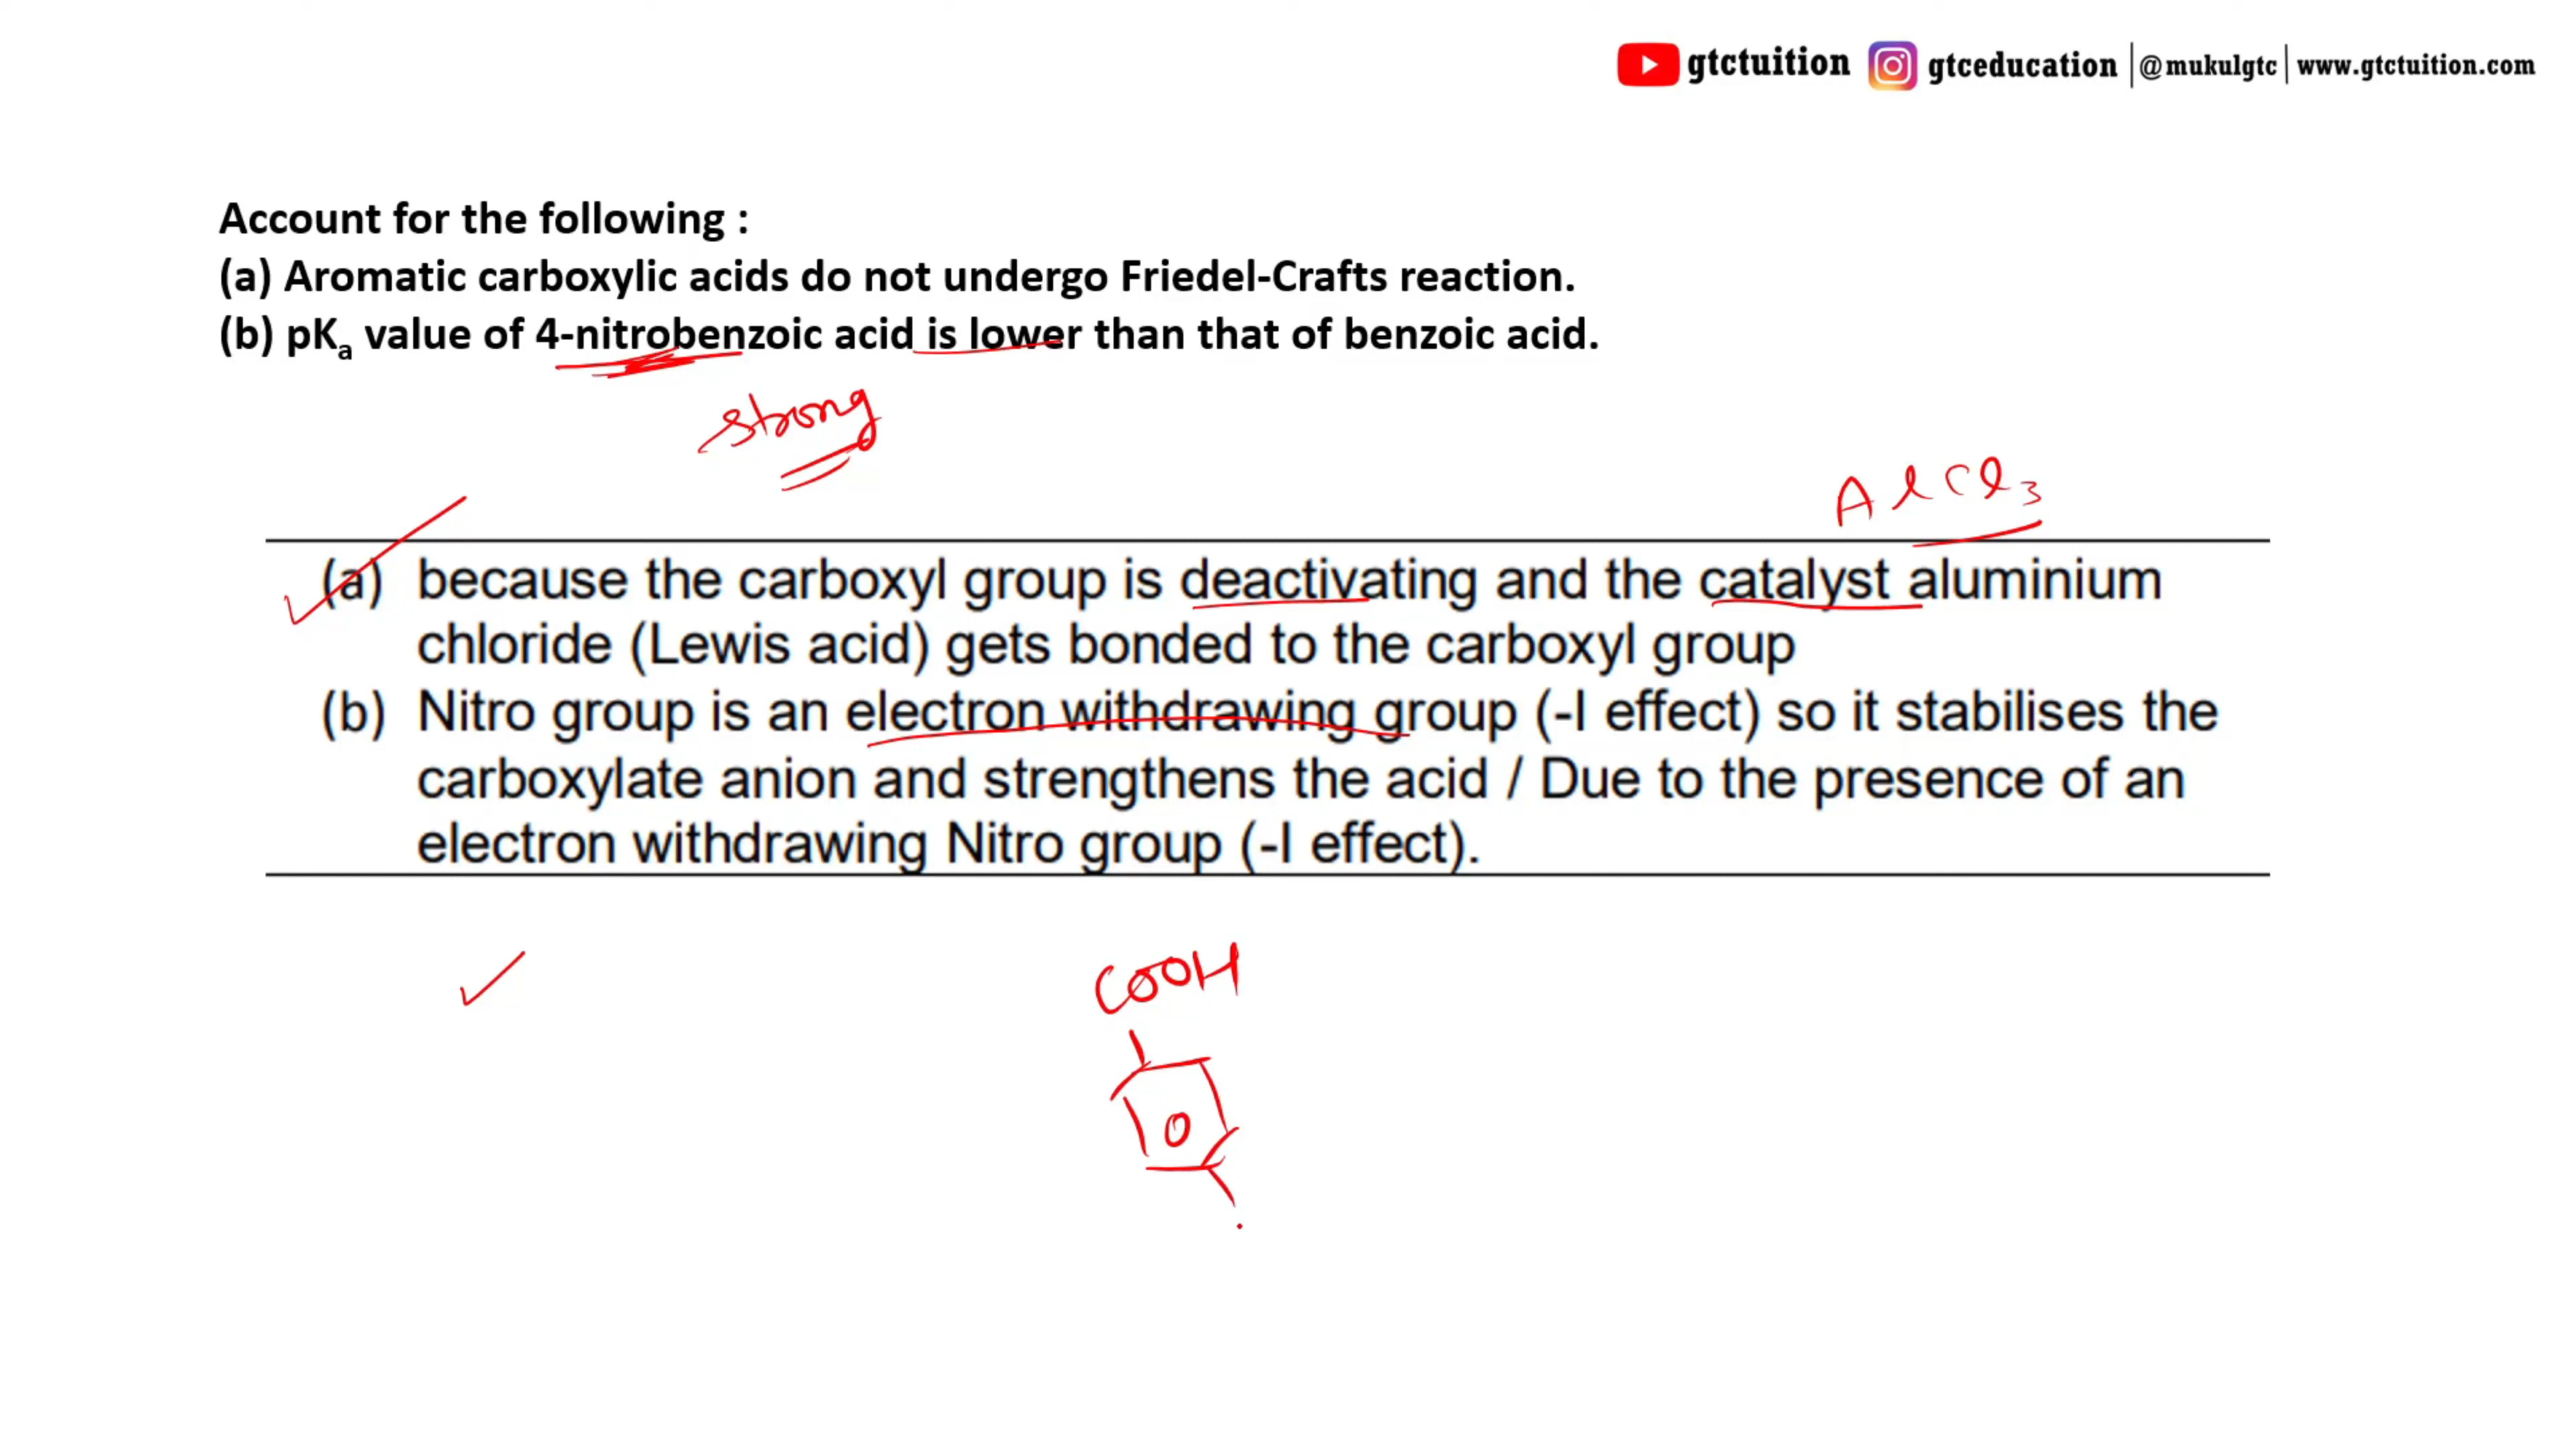 gtctuition gtceducation |@mukulgtc| www.gtctuition.com
Account for the following :
(a) Aromatic carboxylic acids do not undergo Friedel-Crafts reaction.
(b) pKa value of 4-nitrobenzoic acid is lower than that of benzoic acid.
strong
AlCl3
(a) because the carboxyl group is deactivating and the catalyst aluminium
chloride (Lewis acid) gets bonded to the carboxyl group
(b) Nitro group is an electron withdrawing group (-I effect) so it stabilises the
carboxylate anion and strengthens the acid / Due to the presence of an
electron withdrawing Nitro group (-I effect).
COOH